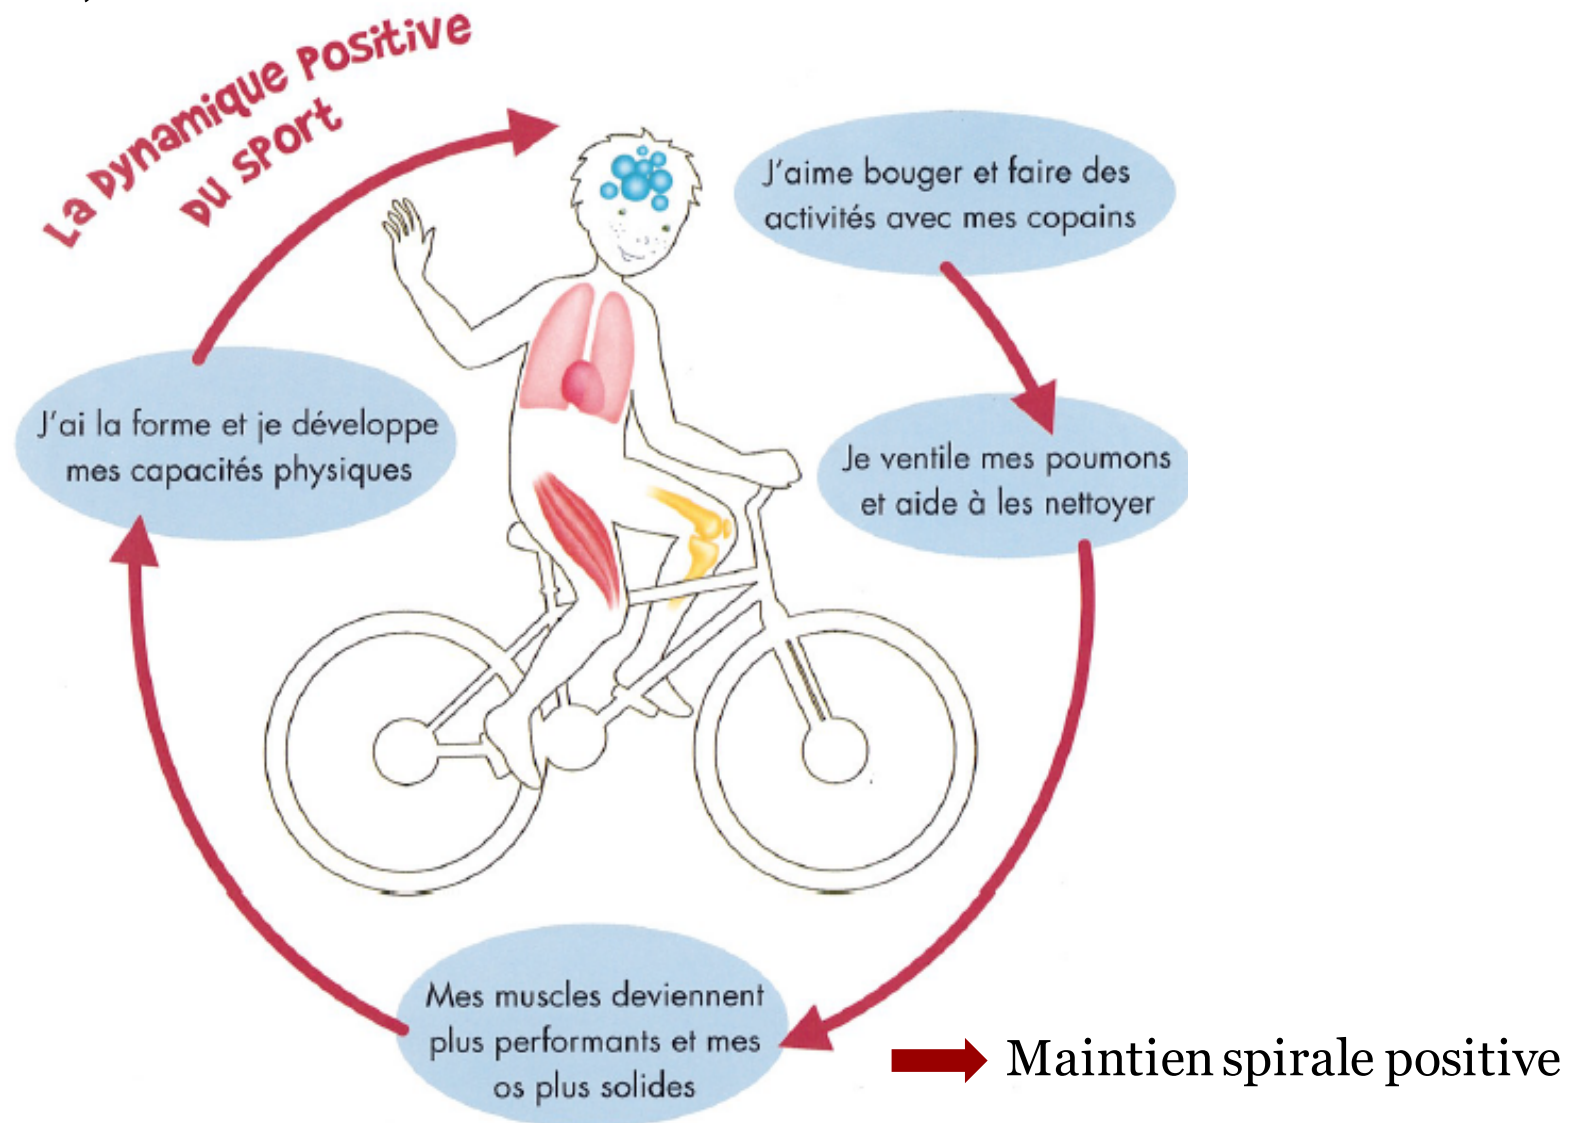 La Dynamique Positive
Du Sport
J'aime bouger et faire des
activités avec mes copains
Je ventile mes poumons
et aide à les nettoyer
Mes muscles deviennent
plus performants et mes
os plus solides
J'ai la forme et je développe
mes capacités physiques
Maintien spirale positive